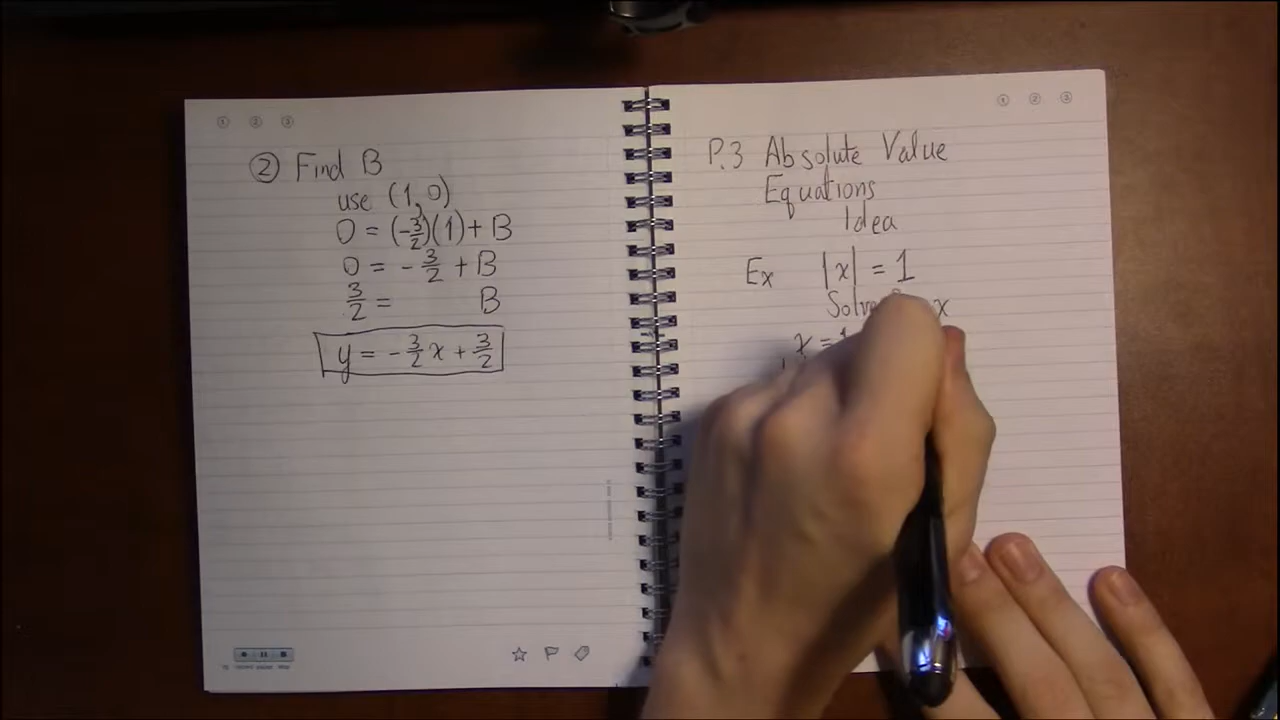 ② Find B
use (1, 0)
0 = (-3/2)(1) + B
0 = -3/2 + B
3/2 = B
y = -3/2 x + 3/2
P.3 Absolute Value
Equations
Idea
Ex |x| = 1
Solve x
x = 1